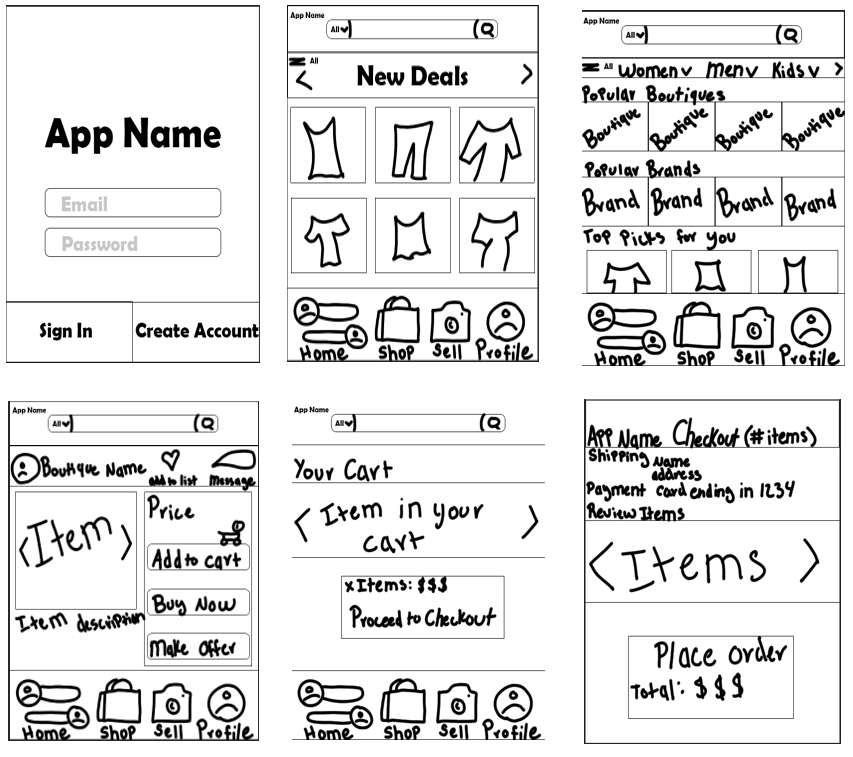 App Name
Email
Password
Sign In
Create Account
App Name
All
All
New Deals
Home Shop Sell Profile
App Name
All
All Women Men Kids
Popular Boutiques
Boutique Boutique Boutique Boutique
Popular Brands
Brand Brand Brand Brand
Top Picks for you
Home Shop Sell Profile
App Name
All
Boutique Name
add to list
Message
<Item>
Item description
Price
Add to cart
Buy Now
Make Offer
Home Shop Sell Profile
App Name
All
Your Cart
< Item in your >
cart
x Items: $$$
Proceed to Checkout
Home Shop Sell Profile
App Name Checkout (# items)
Shipping Name
address
Payment card ending in 1234
Review Items
< Items >
Place order
Total: $ $ $